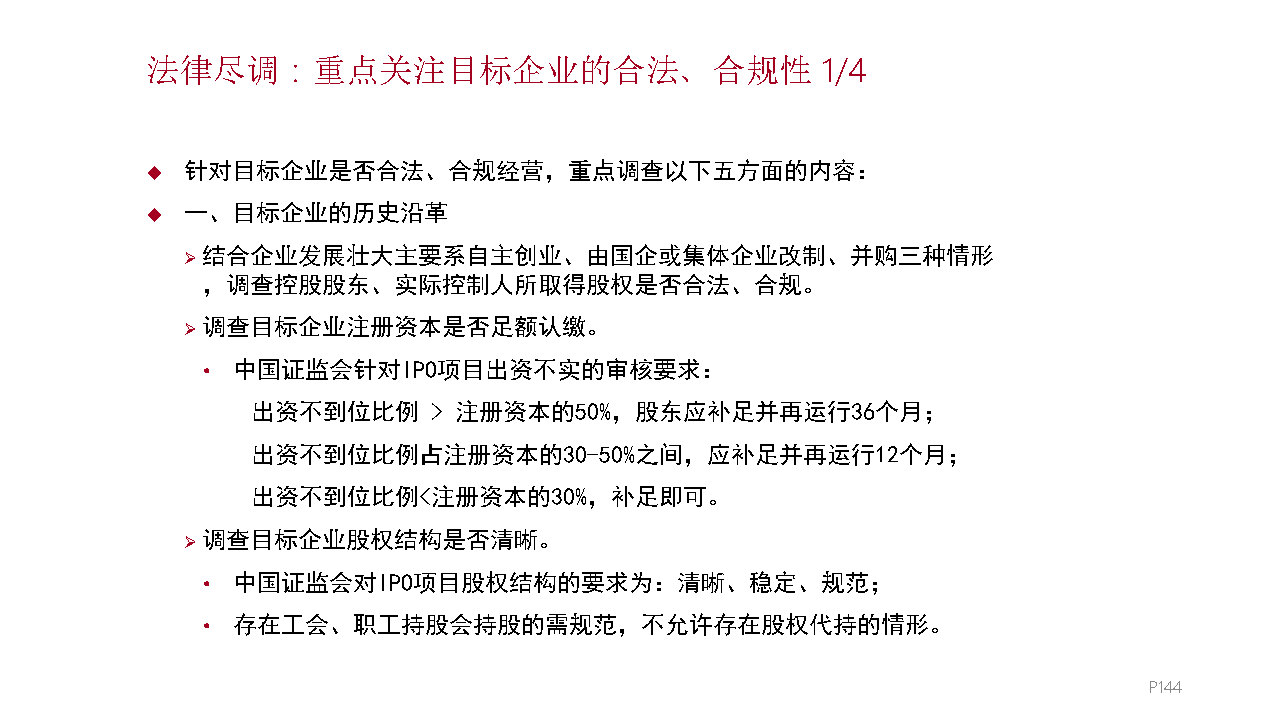 法律尽调：重点关注目标企业的合法、合规性 1/4
◆ 针对目标企业是否合法、合规经营，重点调查以下五方面的内容：
◆ 一、目标企业的历史沿革
➢ 结合企业发展壮大主要系自主创业、由国企或集体企业改制、并购三种情形
，调查控股股东、实际控制人所取得股权是否合法、合规。
➢ 调查目标企业注册资本是否足额认缴。
• 中国证监会针对IPO项目出资不实的审核要求：
出资不到位比例 > 注册资本的50%，股东应补足并再运行36个月；
出资不到位比例占注册资本的30-50%之间，应补足并再运行12个月；
出资不到位比例<注册资本的30%，补足即可。
➢ 调查目标企业股权结构是否清晰。
• 中国证监会对IPO项目股权结构的要求为：清晰、稳定、规范；
• 存在工会、职工持股会持股的需规范，不允许存在股权代持的情形。
P144